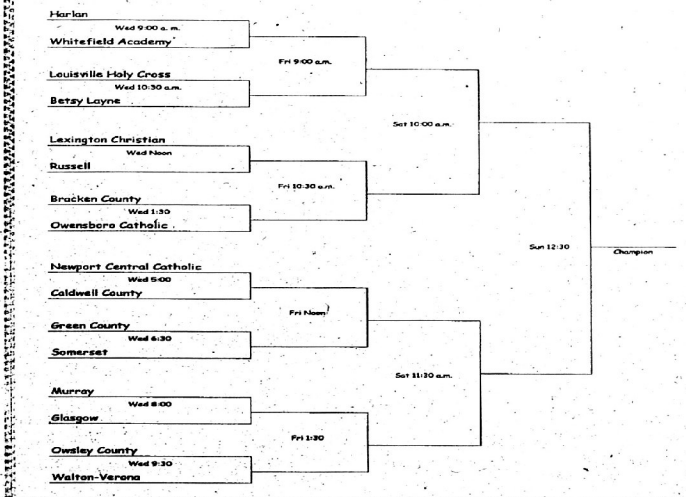 Harlan
Wed 9:00 a.m.
Whitefield Academy
Fri 9:00 a.m.
Louisville Holy Cross
Wed 10:30 a.m.
Betsy Layne
Sat 10:00 a.m.
Lexington Christian
Wed Noon
Russell
Fri 10:30 a.m.
Bracken County
Wed 1:30
Owensboro Catholic
Sun 12:30
Champion
Newport Central Catholic
Wed 5:00
Caldwell County
Fri Noon
Green County
Wed 6:30
Somerset
Sat 11:30 a.m.
Murray
Wed 8:00
Glasgow
Fri 1:30
Owsley County
Wed 9:30
Walton-Verona